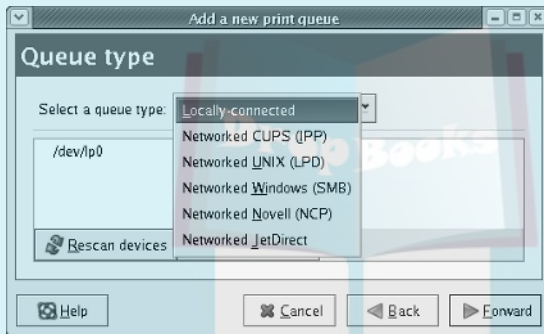 Add a new print queue
Queue type
Select a queue type:
Locally-connected
Networked CUPS (IPP)
Networked UNIX (LPD)
Networked Windows (SMB)
Networked Novell (NCP)
Networked JetDirect
/dev/lp0
Rescan devices
Help
Cancel
Back
Forward
DropBooks